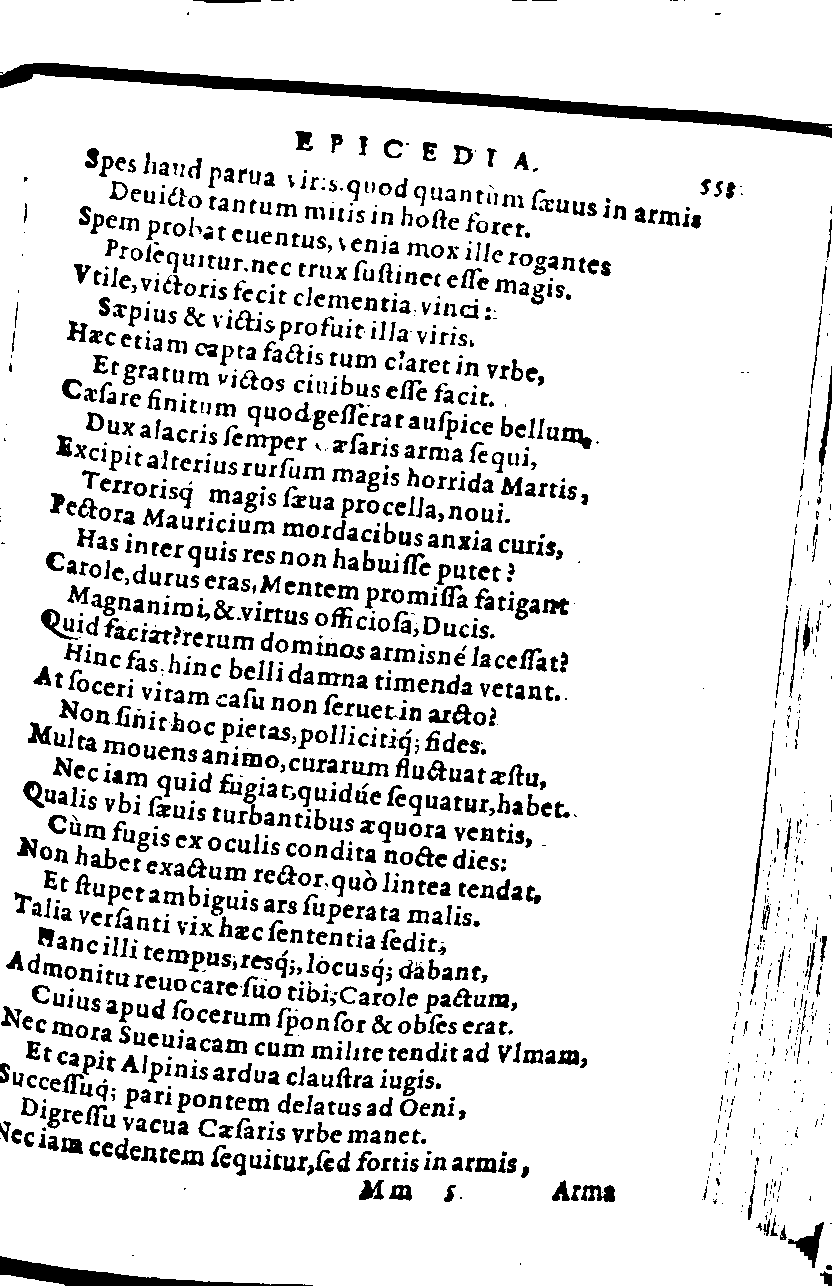 EPICEDIA.
558
Spes haud parua viris. quod quantùm ſæuus in armis
Deuicto tantum mitis in hoſte foret.
Spem probat euentus, venia mox ille rogantes
Proſequitur. nec trux ſuſtinet eſſe magis.
Vtile, victoris fecit clementia vinci:
Sæpius & victis profuit illa viris.
Hæc etiam capta factis tum claret in vrbe,
Et gratum victos ciuibus eſſe facit.
Cæſare finitum quod geſſerat auſpice bellum,
Dux alacris ſemper Cæſaris arma ſequi,
Excipit alterius rurſum magis horrida Martis,
Terrorisq́ magis ſæua procella, noui.
Pectora Mauricium mordacibus anxia curis,
Has inter quis res non habuiſſe putet?
Carole, durus eras, Mentem promiſſa fatigant
Magnanimi, & virtus officioſa, Ducis.
Quid faciat? rerum dominos armisné laceſſat?
Hinc fas. hinc belli damna timenda vetant.
At ſoceri vitam caſu non ſeruet in arcto?
Non ſinit hoc pietas, pollicitiq́; fides.
Multa mouens animo, curarum fluctuat æſtu,
Nec iam quid fugiat, quidúe ſequatur, habet.
Qualis vbi ſæuis turbantibus æquora ventis,
Cùm fugis ex oculis condita nocte dies:
Non habet exactum rector. quò lintea tendat,
Et ſtupet ambiguis ars ſuperata malis.
Talia verſanti vix hæc ſententia ſedit,
Hanc illi tempus, resq́;, locusq́; dabant,
Admonitu reuocare ſuo tibi, Carole pactum,
Cuius apud ſocerum ſponſor & obſes erat.
Nec mora Sueuiacam cum milite tendit ad Vlmam,
Et capit Alpinis ardua clauſtra iugis.
Succeſſuq́; pari pontem delatus ad Oeni,
Digreſſu vacua Cæſaris vrbe manet.
Nec iam cedentem ſequitur, ſed fortis in armis,
Mm 5 Arma